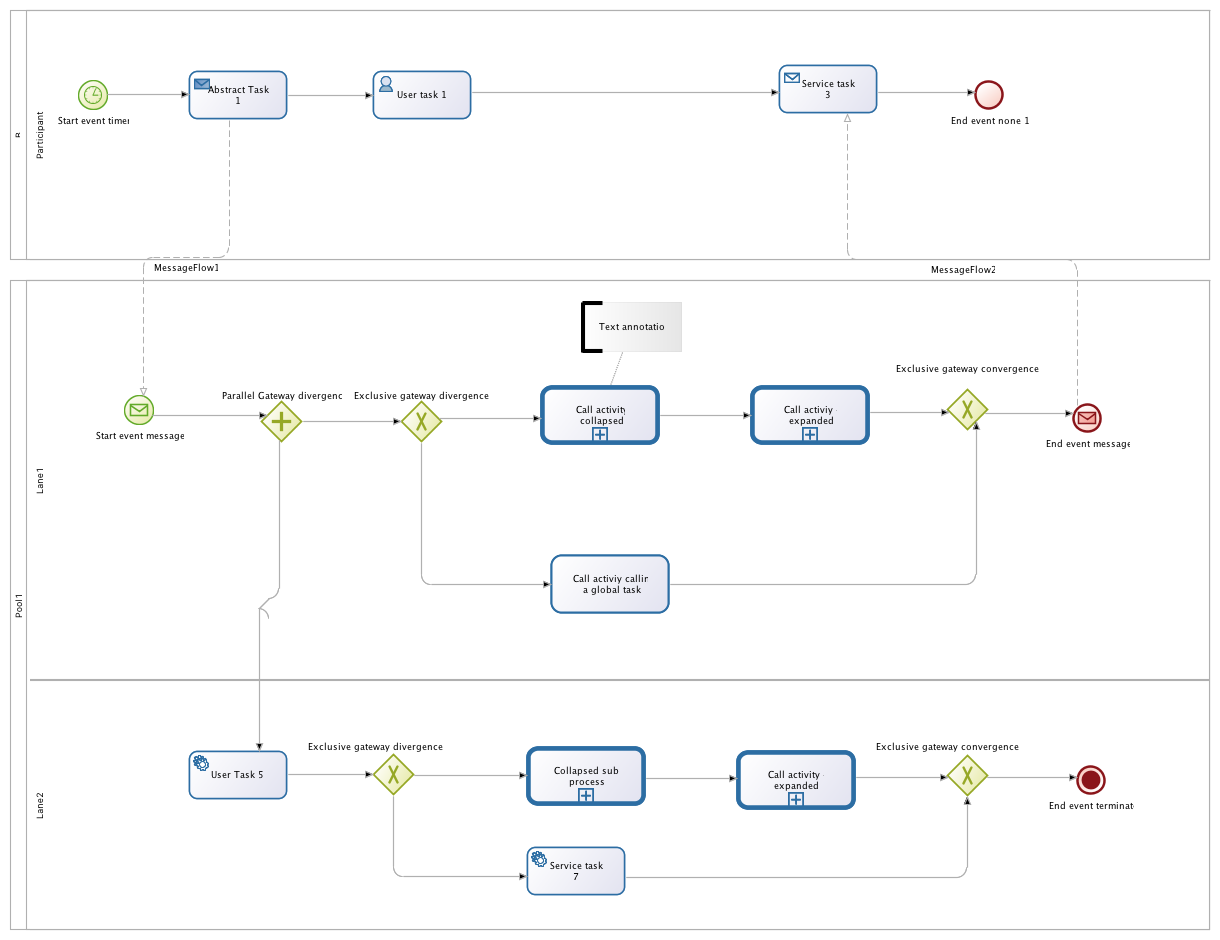 Participant
Start event timer
Abstract Task
1
User task 1
Service task
3
End event none 1
MessageFlow1
MessageFlow2
Pool1
Lane1
Text annotatio
Start event message
Parallel Gateway divergenc
Exclusive gateway divergence
Call activity
collapsed
Call activiy
expanded
Exclusive gateway convergence
End event message
Call activiy callir
a global task
Lane2
User Task 5
Exclusive gateway divergence
Collapsed sub
process
Call activity
expanded
Exclusive gateway convergence
End event terminat
Service task
7